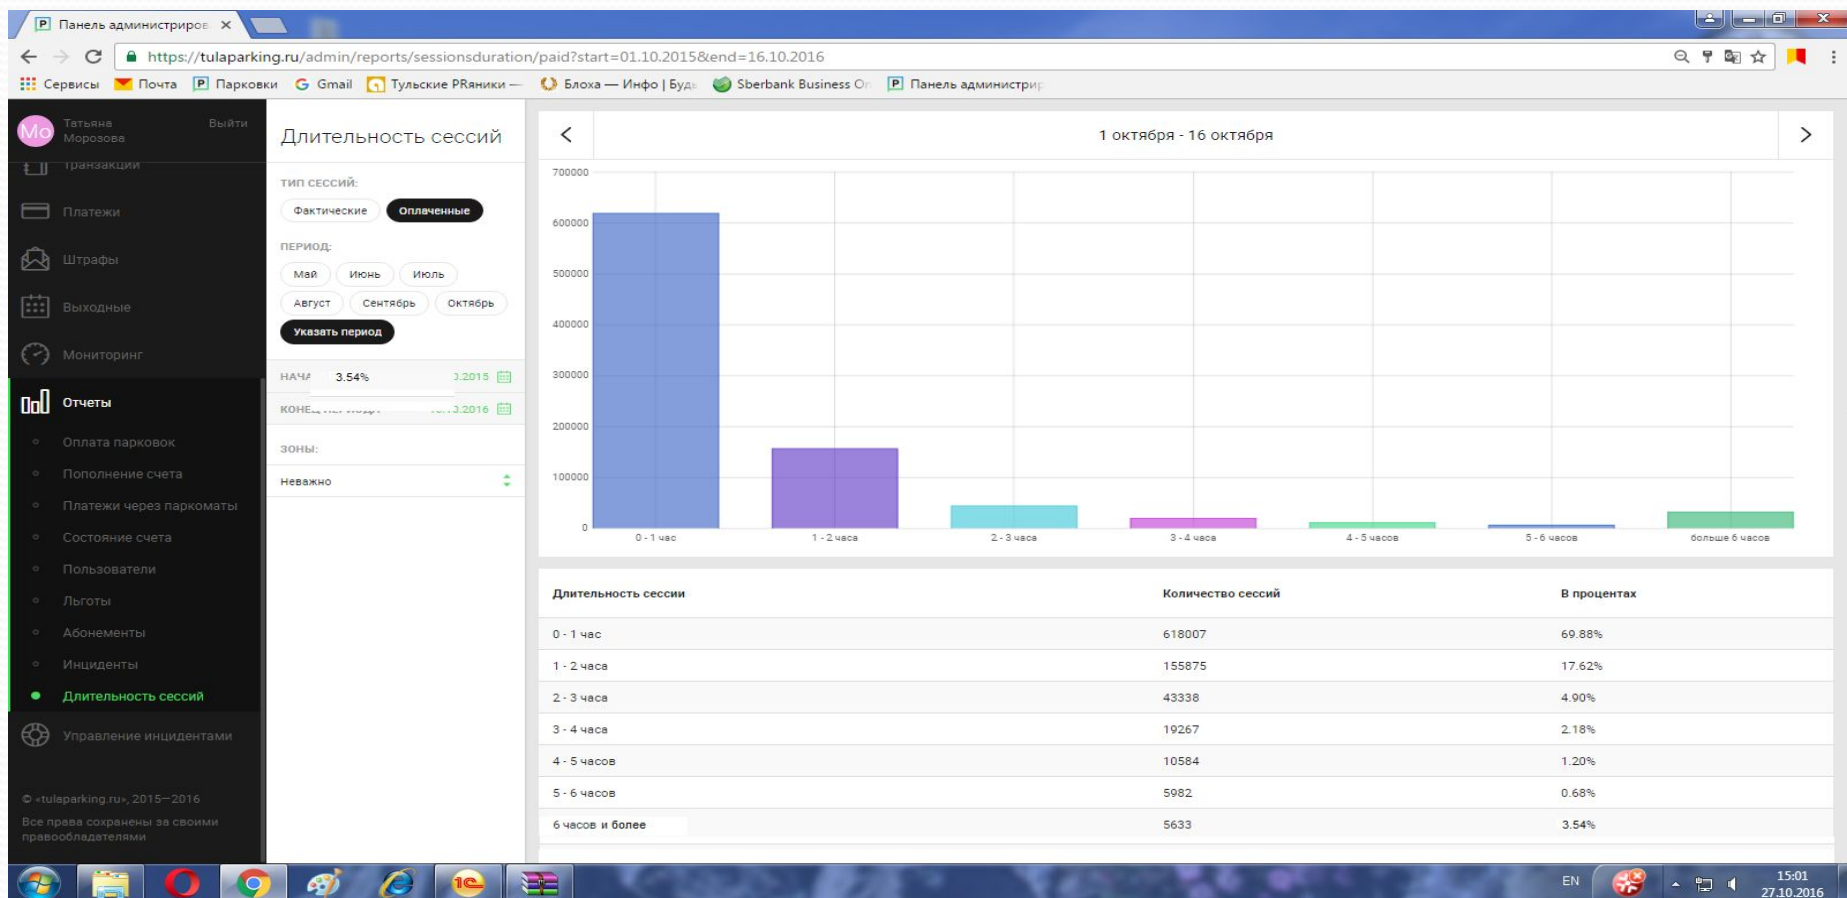 Панель администриров
https://tulaparking.ru/admin/reports/sessionsduration/paid?start=01.10.2015&end=16.10.2016
Сервисы Почта Парковки Gmail Тульские PRяники — Блоха — Инфо | Будь Sberbank Business On Панель администрир
Мо Татьяна Морозова Выйти
Транзакции
Платежи
Штрафы
Выходные
Мониторинг
Отчеты
Оплата парковок
Пополнение счета
Платежи через паркоматы
Состояние счета
Пользователи
Льготы
Абонементы
Инциденты
Длительность сессий
Управление инцидентами
© «tulaparking.ru», 2015—2016
Все права сохранены за своими
правообладателями
Длительность сессий
ТИП СЕССИЙ:
Фактические Оплаченные
ПЕРИОД:
Май Июнь Июль
Август Сентябрь Октябрь
Указать период
3.54% .2015
.2016
ЗОНЫ:
Неважно
1 октября - 16 октября
700000
600000
500000
400000
300000
200000
100000
0
0 - 1 час 1 - 2 часа 2 - 3 часа 3 - 4 часа 4 - 5 часов 5 - 6 часов больше 6 часов
Длительность сессии Количество сессий В процентах
0 - 1 час 618007 69.88%
1 - 2 часа 155875 17.62%
2 - 3 часа 43338 4.90%
3 - 4 часа 19267 2.18%
4 - 5 часов 10584 1.20%
5 - 6 часов 5982 0.68%
6 часов и более 5633 3.54%
EN 15:01
27.10.2016